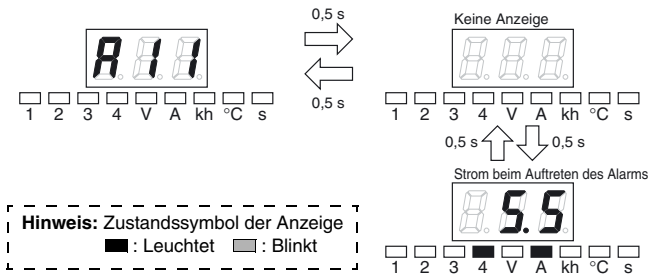 0,5 s
A11
0,5 s
1 2 3 4 V A kh °C s
Keine Anzeige
1 2 3 4 V A kh °C s
0,5 s
0,5 s
Strom beim Auftreten des Alarms
5.5
1 2 3 4 V A kh °C s
Hinweis: Zustandssymbol der Anzeige
: Leuchtet : Blinkt